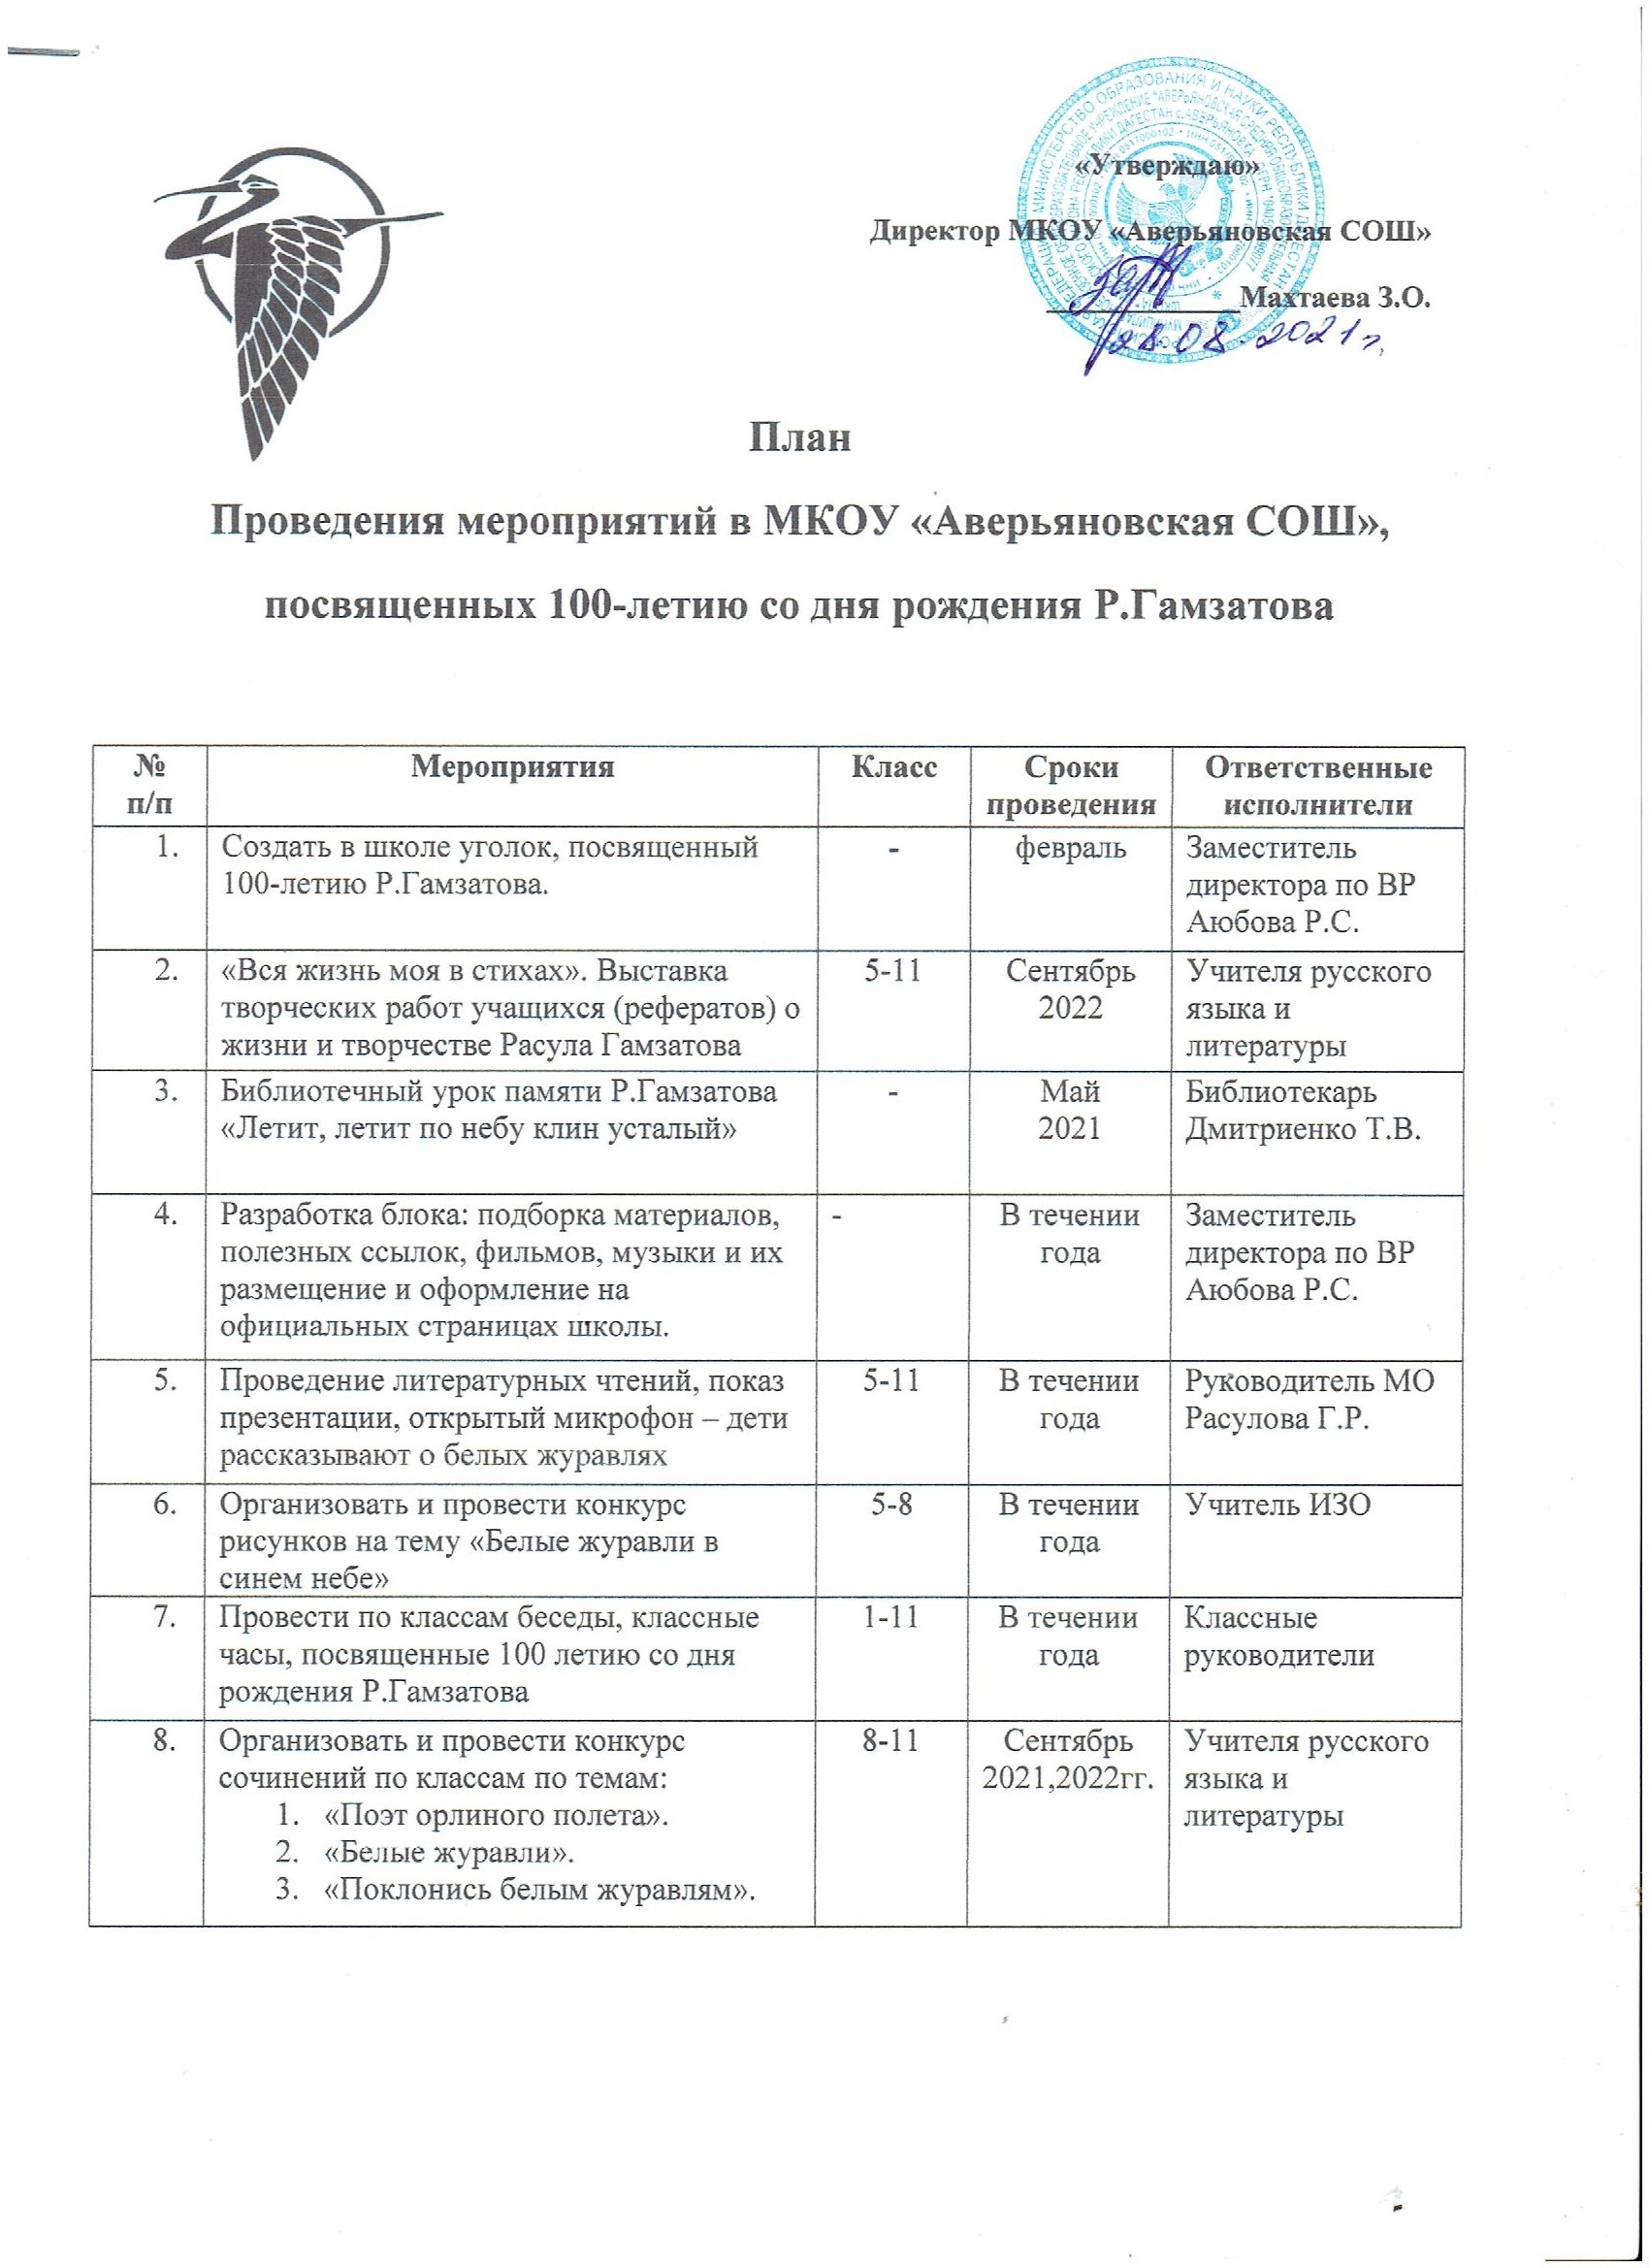 «Утверждаю»
Директор МКОУ «Аверьяновская СОШ»
Махтаева З.О.
28.08.2021г.
План
Проведения мероприятий в МКОУ «Аверьяновская СОШ»,
посвященных 100-летию со дня рождения Р.Гамзатова
№ п/п
Мероприятия
Класс
Сроки проведения
Ответственные исполнители
1.
Создать в школе уголок, посвященный
100-летию Р.Гамзатова.
-
февраль
Заместитель
директора по ВР
Аюбова Р.С.
2.
«Вся жизнь моя в стихах». Выставка
творческих работ учащихся (рефератов) о
жизни и творчестве Расула Гамзатова
5-11
Сентябрь
2022
Учителя русского
языка и
литературы
3.
Библиотечный урок памяти Р.Гамзатова
«Летит, летит по небу клин усталый»
-
Май
2021
Библиотекарь
Дмитриенко Т.В.
4.
Разработка блока: подборка материалов,
полезных ссылок, фильмов, музыки и их
размещение и оформление на
официальных страницах школы.
-
В течении
года
Заместитель
директора по ВР
Аюбова Р.С.
5.
Проведение литературных чтений, показ
презентации, открытый микрофон – дети
рассказывают о белых журавлях
5-11
В течении
года
Руководитель МО
Расулова Г.Р.
6.
Организовать и провести конкурс
рисунков на тему «Белые журавли в
синем небе»
5-8
В течении
года
Учитель ИЗО
7.
Провести по классам беседы, классные
часы, посвященные 100 летию со дня
рождения Р.Гамзатова
1-11
В течении
года
Классные
руководители
8.
Организовать и провести конкурс
сочинений по классам по темам:
1. «Поэт орлиного полета».
2. «Белые журавли».
3. «Поклонись белым журавлям».
8-11
Сентябрь
2021,2022гг.
Учителя русского
языка и
литературы